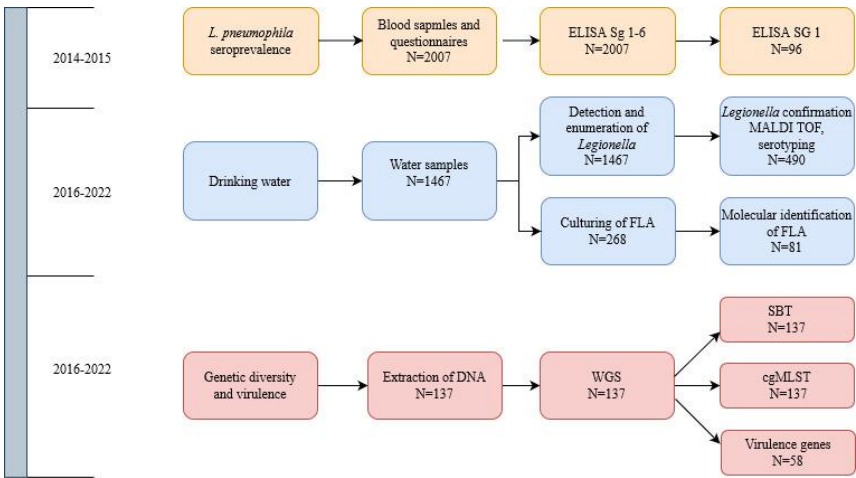 2014-2015
L. pneumophila
seroprevalence
Blood sapmles and
questionnaires
N=2007
ELISA Sg 1-6
N=2007
ELISA SG 1
N=96
2016-2022
Drinking water
Water samples
N=1467
Detection and
enumeration of
Legionella
N=1467
Legionella confirmation
MALDI TOF,
serotyping
N=490
Culturing of FLA
N=268
Molecular identification
of FLA
N=81
2016-2022
Genetic diversity
and virulence
Extraction of DNA
N=137
WGS
N=137
SBT
N=137
cgMLST
N=137
Virulence genes
N=58